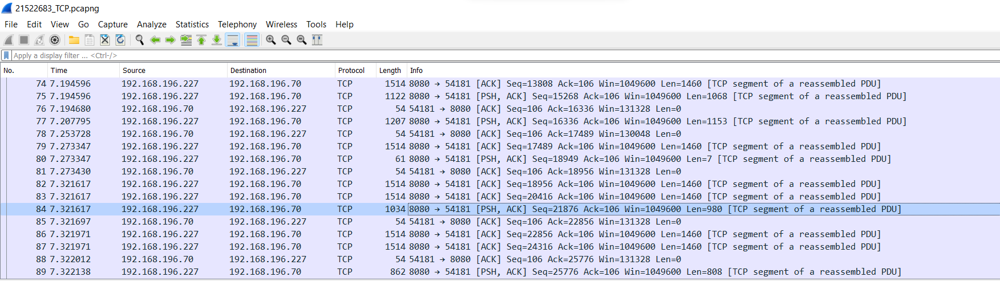 21522683_TCP.pcapng
File Edit View Go Capture Analyze Statistics Telephony Wireless Tools Help
Apply a display filter ... <Ctrl-/>
No. Time Source Destination Protocol Length Info
74 7.194596 192.168.196.227 192.168.196.70 TCP 1514 8080 → 54181 [ACK] Seq=13808 Ack=106 Win=1049600 Len=1460 [TCP segment of a reassembled PDU]
75 7.194596 192.168.196.227 192.168.196.70 TCP 1122 8080 → 54181 [PSH, ACK] Seq=15268 Ack=106 Win=1049600 Len=1068 [TCP segment of a reassembled PDU]
76 7.194680 192.168.196.70 192.168.196.227 TCP 54 54181 → 8080 [ACK] Seq=106 Ack=16336 Win=131328 Len=0
77 7.207795 192.168.196.227 192.168.196.70 TCP 1207 8080 → 54181 [PSH, ACK] Seq=16336 Ack=106 Win=1049600 Len=1153 [TCP segment of a reassembled PDU]
78 7.253728 192.168.196.70 192.168.196.227 TCP 54 54181 → 8080 [ACK] Seq=106 Ack=17489 Win=130048 Len=0
79 7.273347 192.168.196.227 192.168.196.70 TCP 1514 8080 → 54181 [ACK] Seq=17489 Ack=106 Win=1049600 Len=1460 [TCP segment of a reassembled PDU]
80 7.273347 192.168.196.227 192.168.196.70 TCP 61 8080 → 54181 [PSH, ACK] Seq=18949 Ack=106 Win=1049600 Len=7 [TCP segment of a reassembled PDU]
81 7.273430 192.168.196.70 192.168.196.227 TCP 54 54181 → 8080 [ACK] Seq=106 Ack=18956 Win=131328 Len=0
82 7.321617 192.168.196.227 192.168.196.70 TCP 1514 8080 → 54181 [ACK] Seq=18956 Ack=106 Win=1049600 Len=1460 [TCP segment of a reassembled PDU]
83 7.321617 192.168.196.227 192.168.196.70 TCP 1514 8080 → 54181 [ACK] Seq=20416 Ack=106 Win=1049600 Len=1460 [TCP segment of a reassembled PDU]
84 7.321617 192.168.196.227 192.168.196.70 TCP 1034 8080 → 54181 [PSH, ACK] Seq=21876 Ack=106 Win=1049600 Len=980 [TCP segment of a reassembled PDU]
85 7.321697 192.168.196.70 192.168.196.227 TCP 54 54181 → 8080 [ACK] Seq=106 Ack=22856 Win=131328 Len=0
86 7.321971 192.168.196.227 192.168.196.70 TCP 1514 8080 → 54181 [ACK] Seq=22856 Ack=106 Win=1049600 Len=1460 [TCP segment of a reassembled PDU]
87 7.321971 192.168.196.227 192.168.196.70 TCP 1514 8080 → 54181 [ACK] Seq=24316 Ack=106 Win=1049600 Len=1460 [TCP segment of a reassembled PDU]
88 7.322012 192.168.196.70 192.168.196.227 TCP 54 54181 → 8080 [ACK] Seq=106 Ack=25776 Win=131328 Len=0
89 7.322138 192.168.196.227 192.168.196.70 TCP 862 8080 → 54181 [PSH, ACK] Seq=25776 Ack=106 Win=1049600 Len=808 [TCP segment of a reassembled PDU]